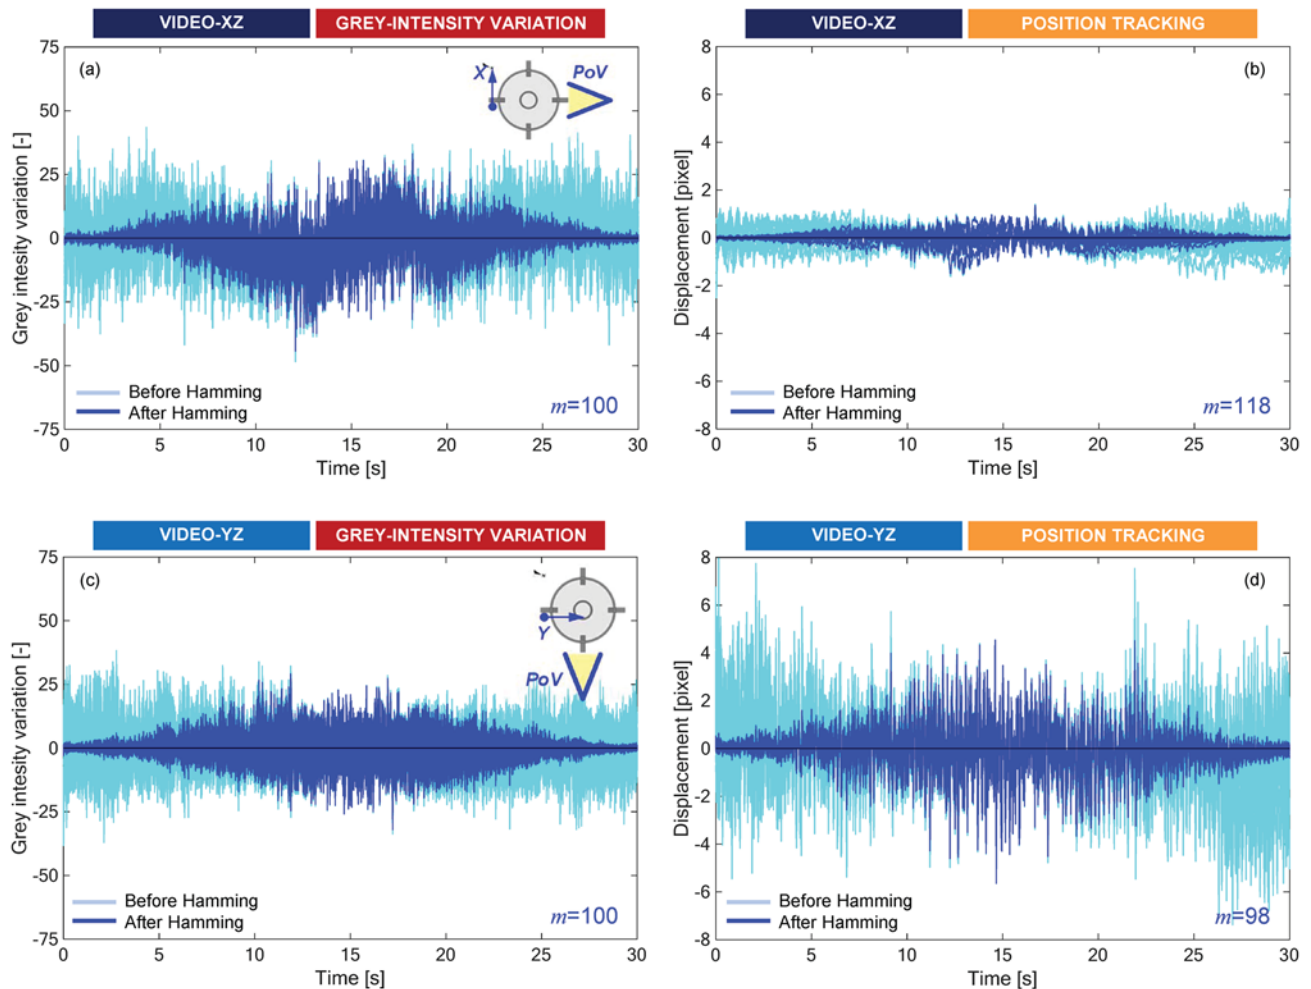 VIDEO-XZ GREY-INTENSITY VARIATION
75
50
25
0
-25
-50
-75
Grey intesity variation [-]
(a)
X
PoV
Before Hamming
After Hamming
m=100
0 5 10 15 20 25 30
Time [s]
VIDEO-XZ POSITION TRACKING
8
6
4
2
0
-2
-4
-6
-8
Displacement [pixel]
(b)
Before Hamming
After Hamming
m=118
0 5 10 15 20 25 30
Time [s]
VIDEO-YZ GREY-INTENSITY VARIATION
75
50
25
0
-25
-50
-75
Grey intesity variation [-]
(c)
Y
PoV
Before Hamming
After Hamming
m=100
0 5 10 15 20 25 30
Time [s]
VIDEO-YZ POSITION TRACKING
8
6
4
2
0
-2
-4
-6
-8
Displacement [pixel]
(d)
Before Hamming
After Hamming
m=98
0 5 10 15 20 25 30
Time [s]